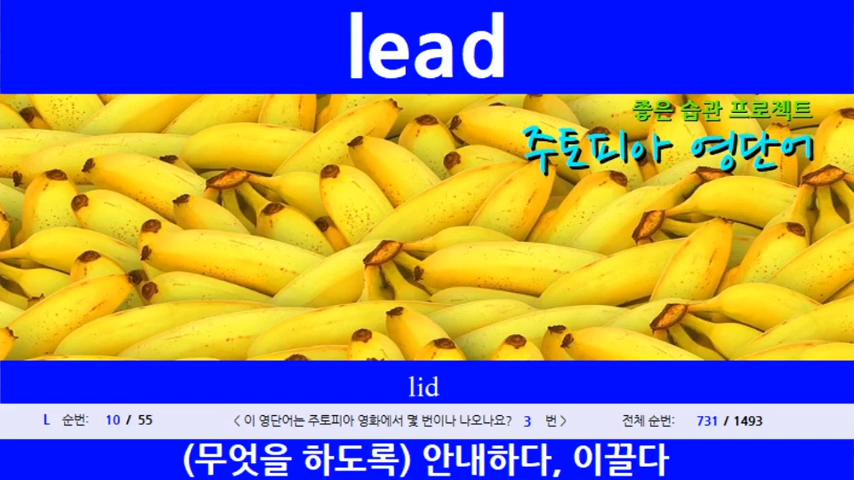 lead
좋은 습관 프로젝트
주토피아 영단어
lid
L 순번: 10 / 55 < 이 영단어는 주토피아 영화에서 몇 번이나 나오나요? 3 번 > 전체 순번: 731 / 1493
(무엇을 하도록) 안내하다, 이끌다